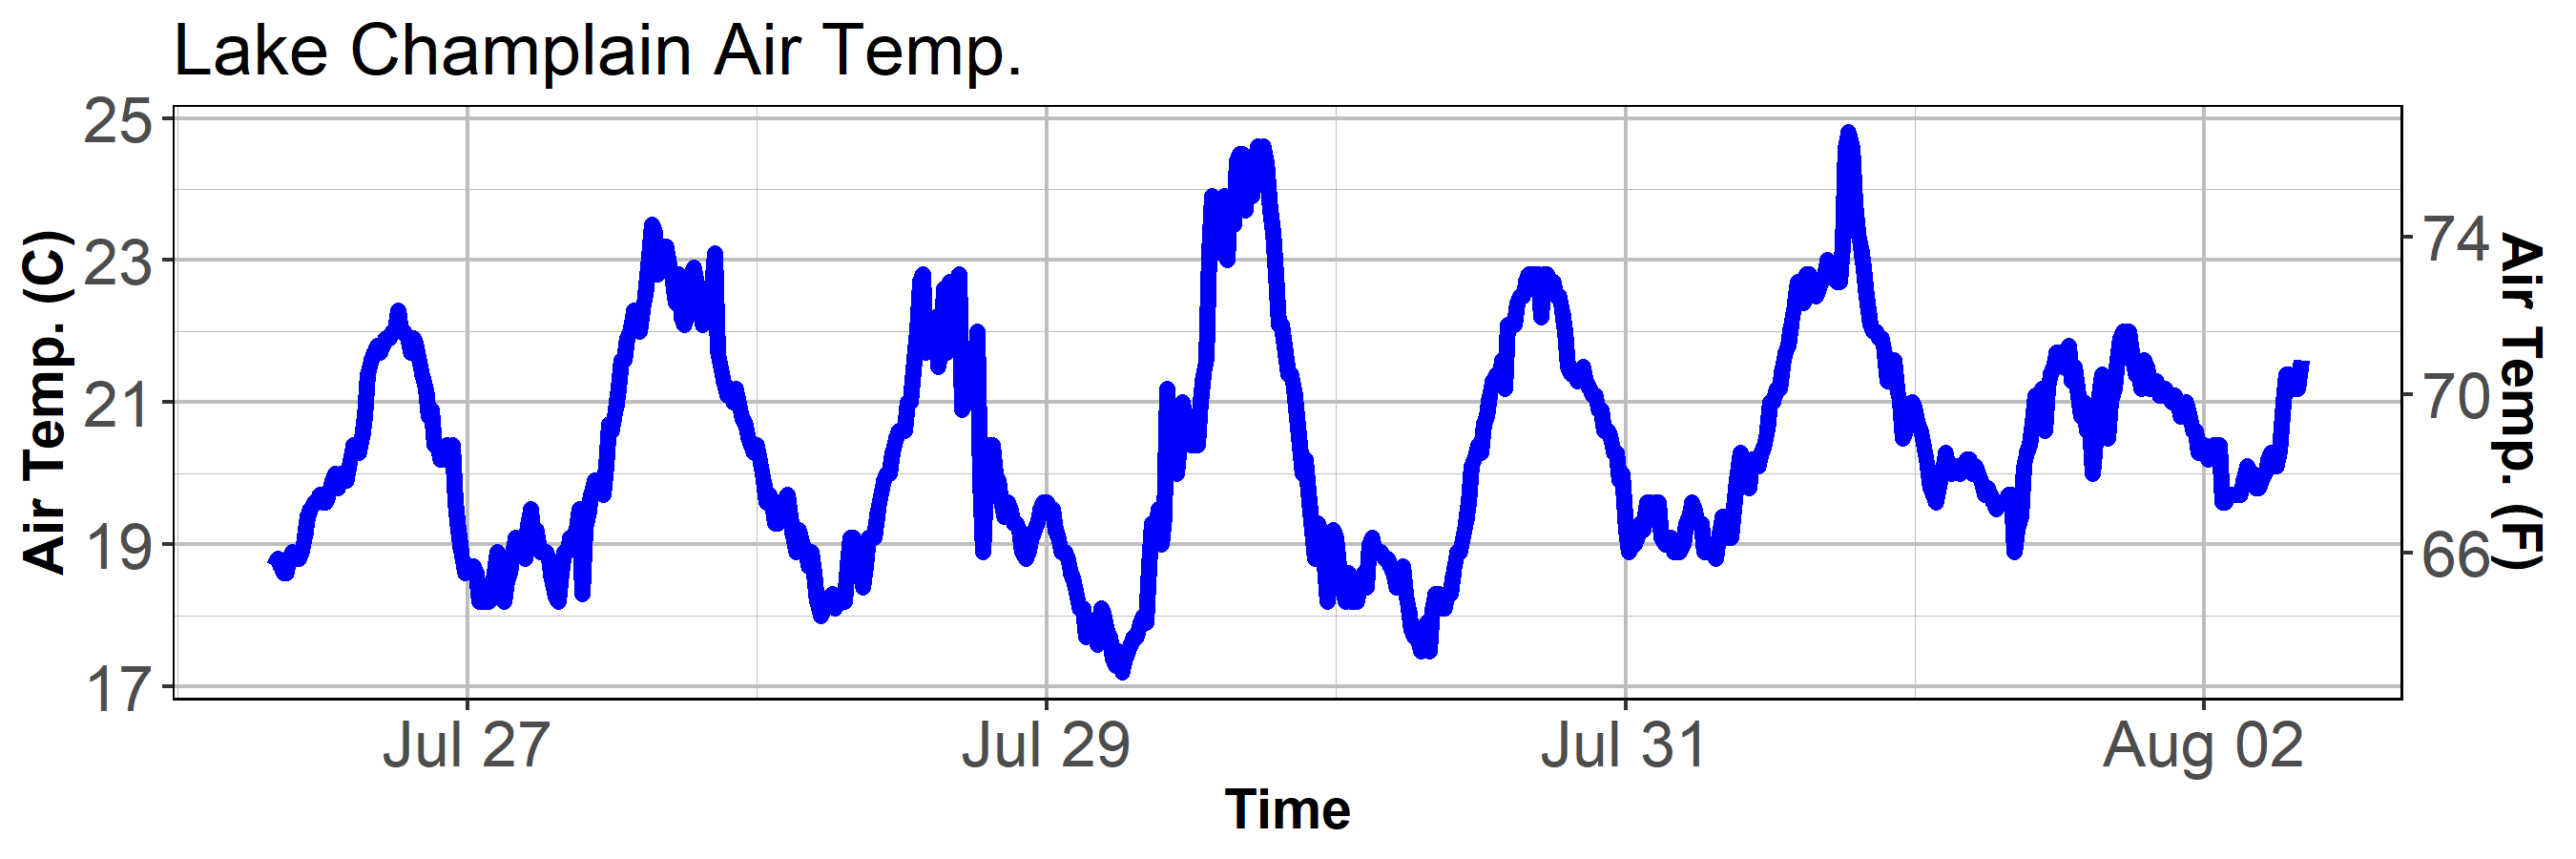 Lake Champlain Air Temp.
25
23
21
19
17
Air Temp. (C)
74
70
66
Air Temp. (F)
Jul 27
Jul 29
Jul 31
Aug 02
Time